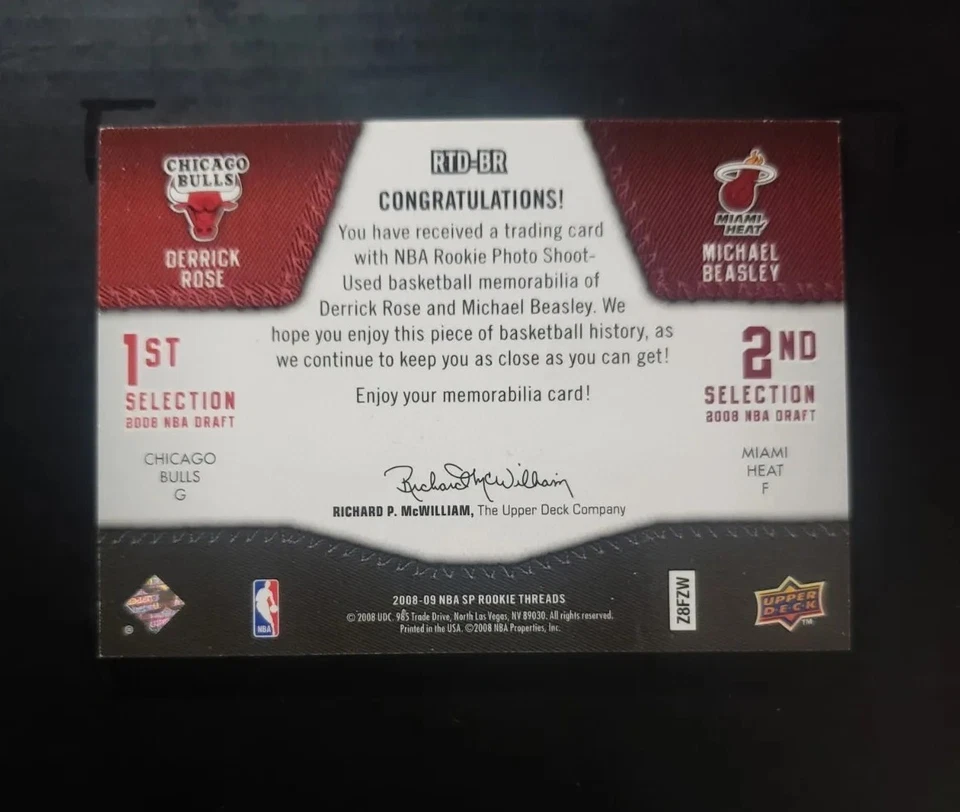 RTD-BR
CHICAGO
BULLS
DERRICK
ROSE
1ST
SELECTION
2008 NBA DRAFT
CHICAGO
BULLS
G
CONGRATULATIONS!
You have received a trading card
with NBA Rookie Photo Shoot-
Used basketball memorabilia of
Derrick Rose and Michael Beasley. We
hope you enjoy this piece of basketball history, as
we continue to keep you as close as you can get!
Enjoy your memorabilia card!
Richard P McWilliam
RICHARD P. McWILLIAM, The Upper Deck Company
MIAMI
HEAT
MICHAEL
BEASLEY
2ND
SELECTION
2008 NBA DRAFT
MIAMI
HEAT
F
NBA
2008-09 NBA SP ROOKIE THREADS
© 2008 UDC. 985 Trade Drive, North Las Vegas, NV 89030. All rights reserved.
Printed in the USA. ©2008 NBA Properties, Inc.
Z8FZW
UPPER
DECK
TM